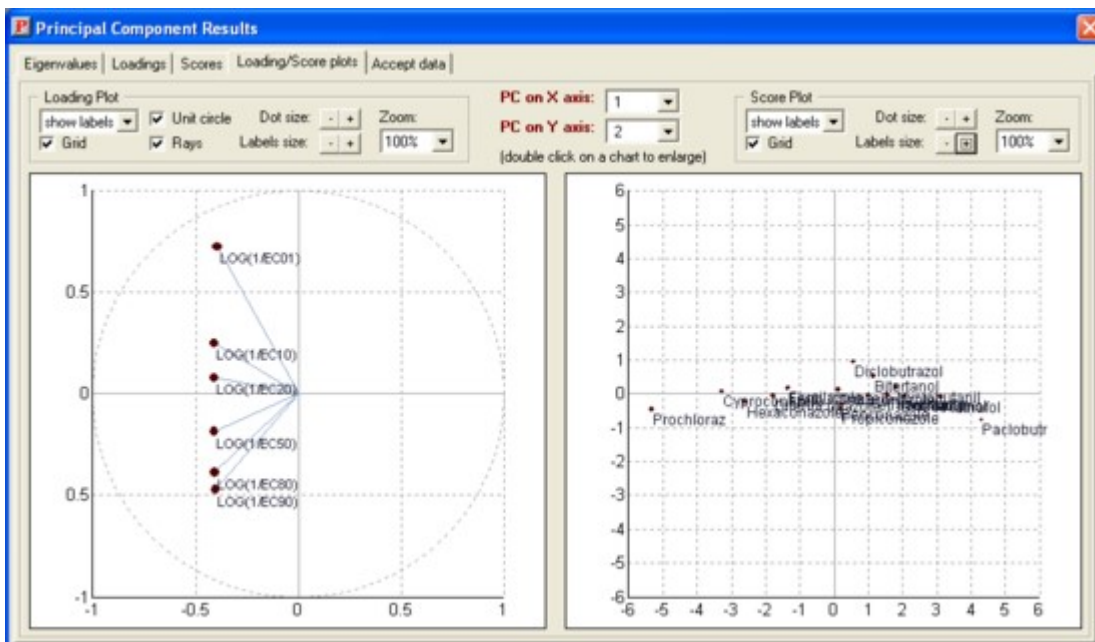 Principal Component Results
Eigenvalues Loadings Scores Loading/Score plots Accept data
Loading Plot
show labels Unit circle Dot size: - + Zoom:
Grid Rays Labels size: - + 100%
PC on X axis: 1
PC on Y axis: 2
(double click on a chart to enlarge)
Score Plot
show labels Dot size: - + Zoom:
Grid Labels size: - + 100%
1
0.5
0
0.5
-1
-1 -0.5 0 0.5 1
LOG(1/EC01)
LOG(1/EC10)
LOG(1/EC20)
LOG(1/EC50)
LOG(1/EC80)
LOG(1/EC90)
6
5
4
3
2
1
0
-1
-2
-3
-4
-5
-6
-6 -5 -4 -3 -2 -1 0 1 2 3 4 5 6
Diclobutrazol
Bitertanol
Hexaconazole
Propiconazole
Prochloraz
Paclobutr